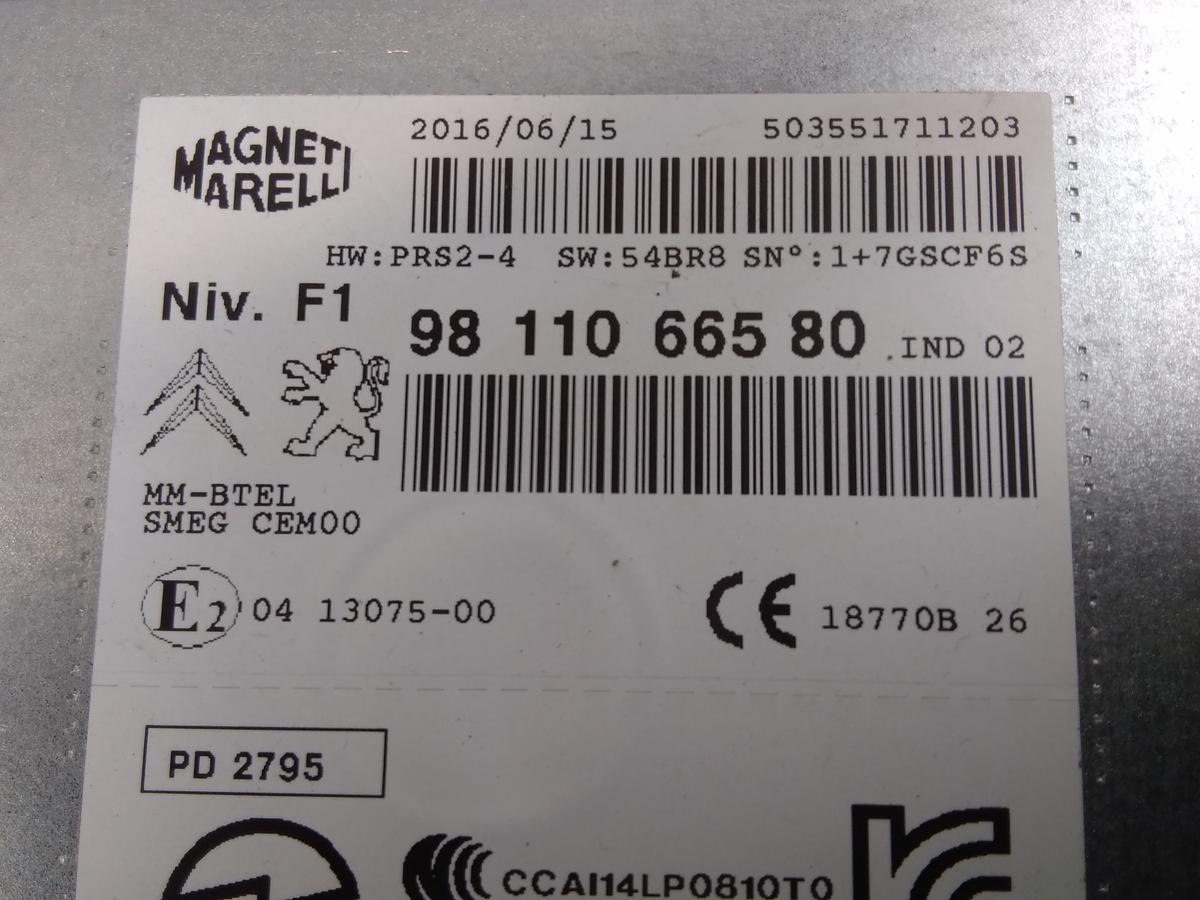 MAGNETI
MARELLI
2016/06/15 503551711203
HW:PRS2-4 SW:54BR8 SN°:1+7GSCF6S
Niv. F1
98 110 665 80 .IND 02
MM-BTEL
SMEG CEM00
E2 04 13075-00
CE 18770B 26
PD 2795
CCAI14LP0810T0